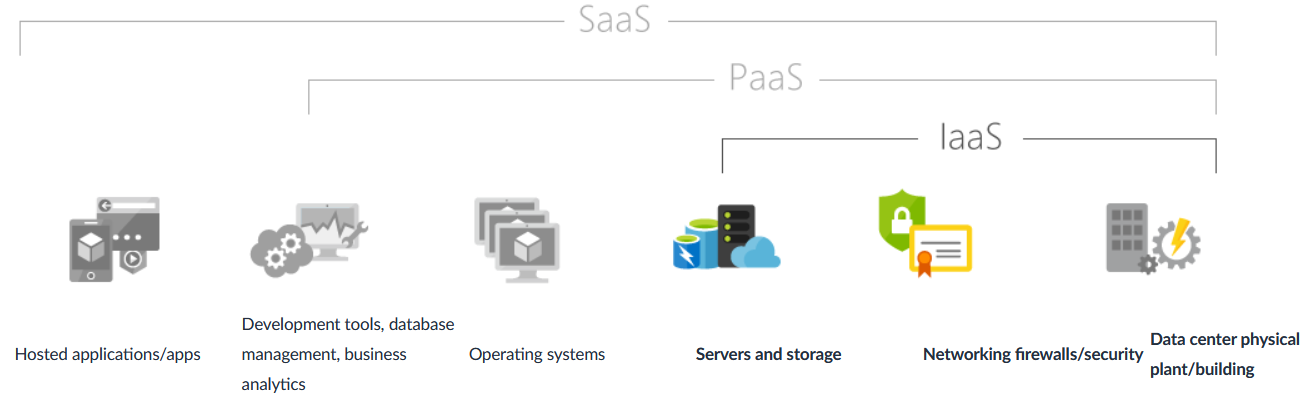 SaaS
PaaS
IaaS
Hosted applications/apps
Development tools, database
management, business
analytics
Operating systems
Servers and storage
Networking firewalls/security
Data center physical
plant/building